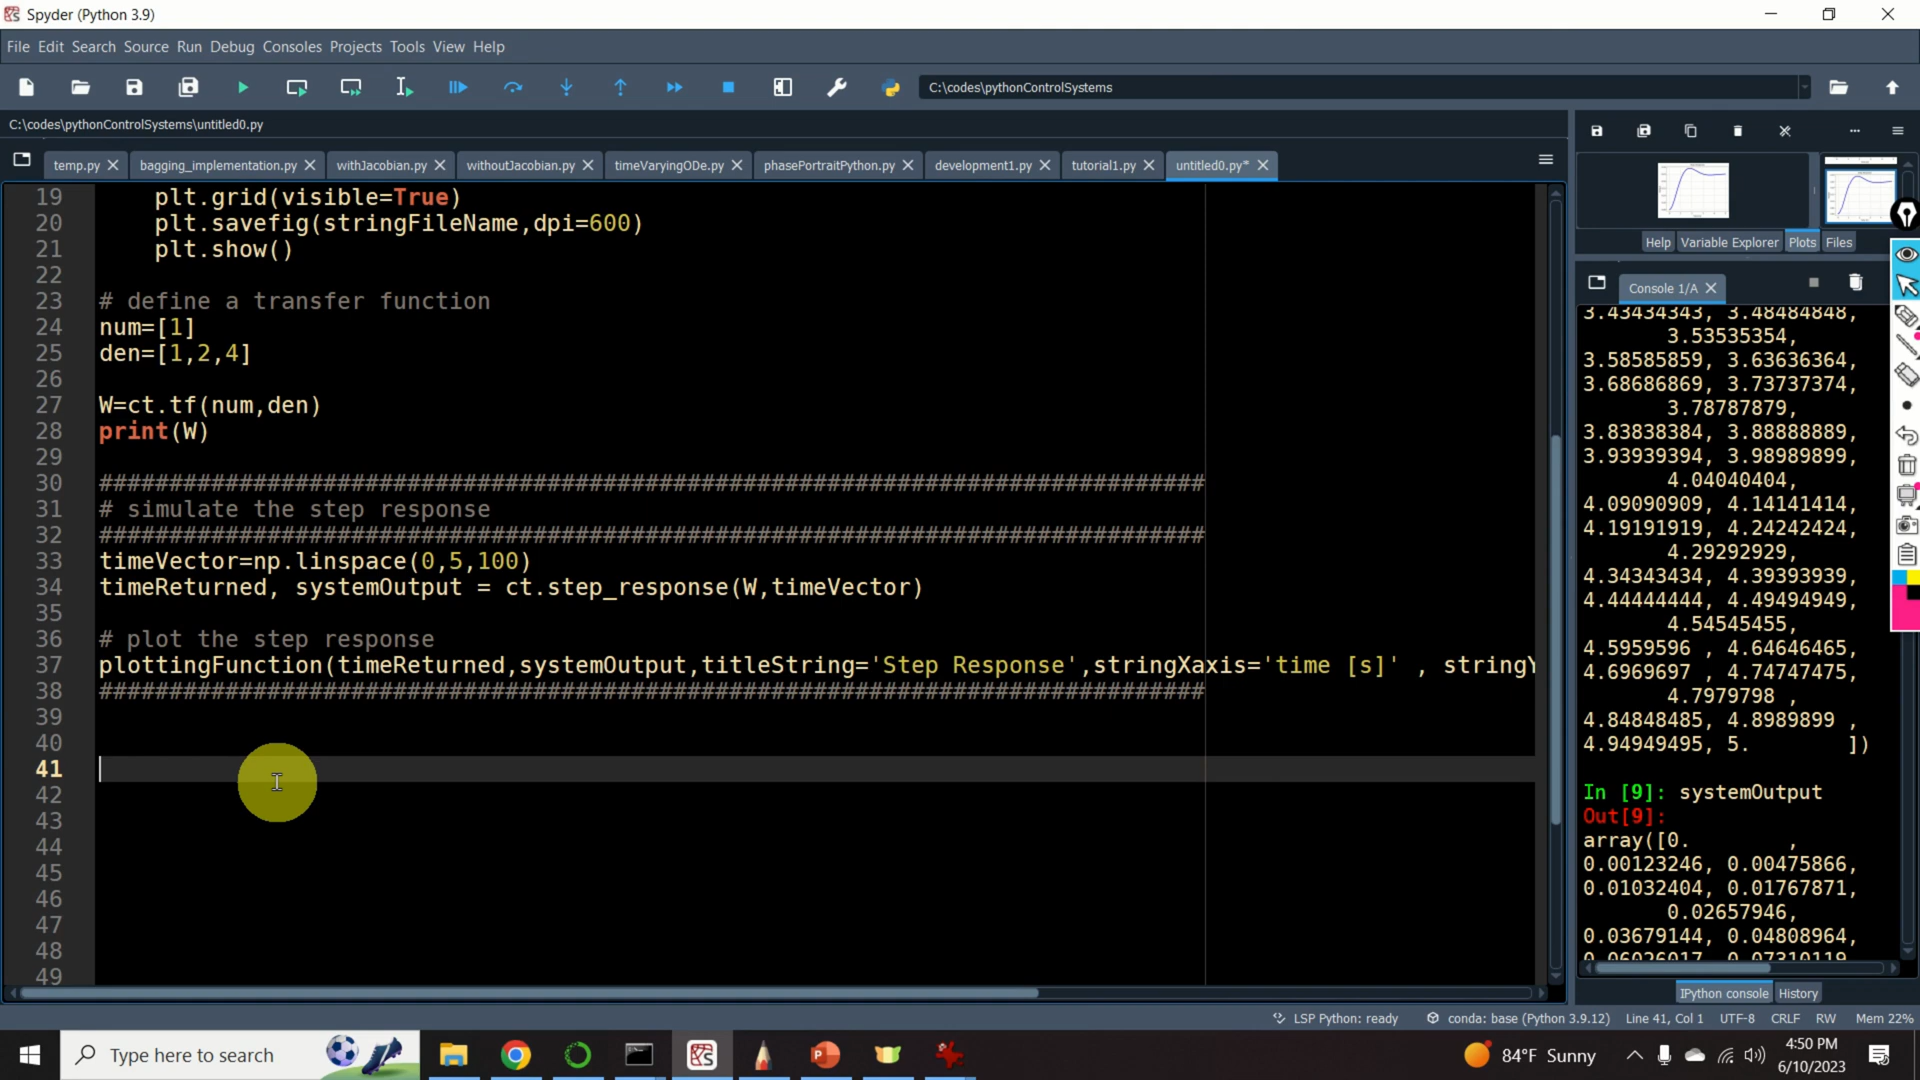 Spyder (Python 3.9)
File Edit Search Source Run Debug Consoles Projects Tools View Help
C:\codes\pythonControlSystems
C:\codes\pythonControlSystems\untitled0.py
temp.py
bagging_implementation.py
withJacobian.py
withoutJacobian.py
timeVaryingODe.py
phasePortraitPython.py
development1.py
tutorial1.py
untitled0.py*
19 plt.grid(visible=True)
20 plt.savefig(stringFileName,dpi=600)
21 plt.show()
22
23 # define a transfer function
24 num=[1]
25 den=[1,2,4]
26
27 W=ct.tf(num,den)
28 print(W)
29
30 ###############################################################################
31 # simulate the step response
32 ###############################################################################
33 timeVector=np.linspace(0,5,100)
34 timeReturned, systemOutput = ct.step_response(W,timeVector)
35
36 # plot the step response
37 plottingFunction(timeReturned,systemOutput,titleString='Step Response',stringXaxis='time [s]' , stringY
38 ###############################################################################
39
40
41
42
43
44
45
46
47
48
49
Help Variable Explorer Plots Files
Console 1/A
3.43434343, 3.48484848,
3.53535354,
3.58585859, 3.63636364,
3.68686869, 3.73737374,
3.78787879,
3.83838384, 3.88888889,
3.93939394, 3.98989899,
4.04040404,
4.09090909, 4.14141414,
4.19191919, 4.24242424,
4.29292929,
4.34343434, 4.39393939,
4.44444444, 4.49494949,
4.54545455,
4.5959596 , 4.64646465,
4.6969697 , 4.74747475,
4.7979798 ,
4.84848485, 4.8989899 ,
4.94949495, 5. ])
In [9]: systemOutput
Out[9]:
array([0. ,
0.00123246, 0.00475866,
0.01032404, 0.01767871,
0.02657946,
0.03679144, 0.04808964,
0.06026017, 0.07310119
IPython console History
LSP Python: ready conda: base (Python 3.9.12) Line 41, Col 1 UTF-8 CRLF RW Mem 22%
Type here to search
84°F Sunny
4:50 PM
6/10/2023